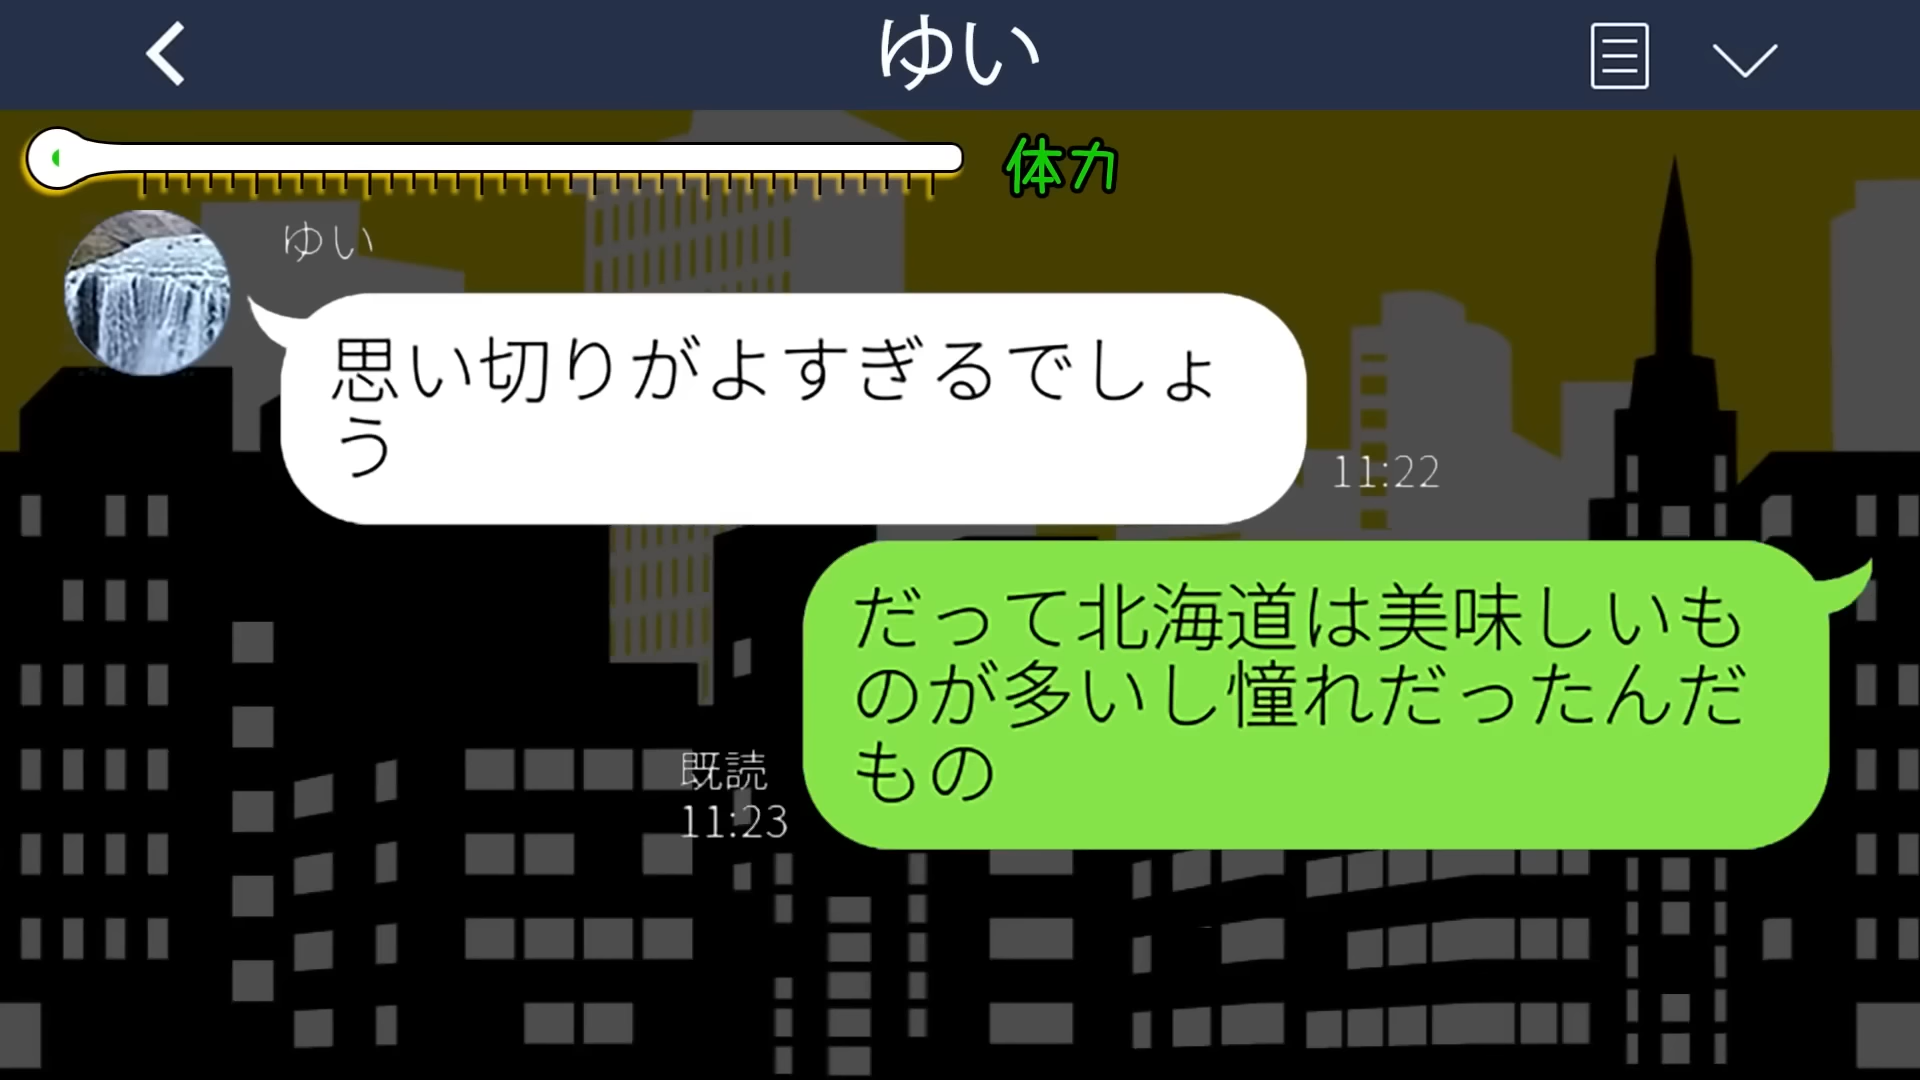 ゆい
体力
ゆい
思い切りがよすぎるでしょ
う
11:22
だって北海道は美味しいも
のが多いし憧れだったんだ
もの
既読
11:23